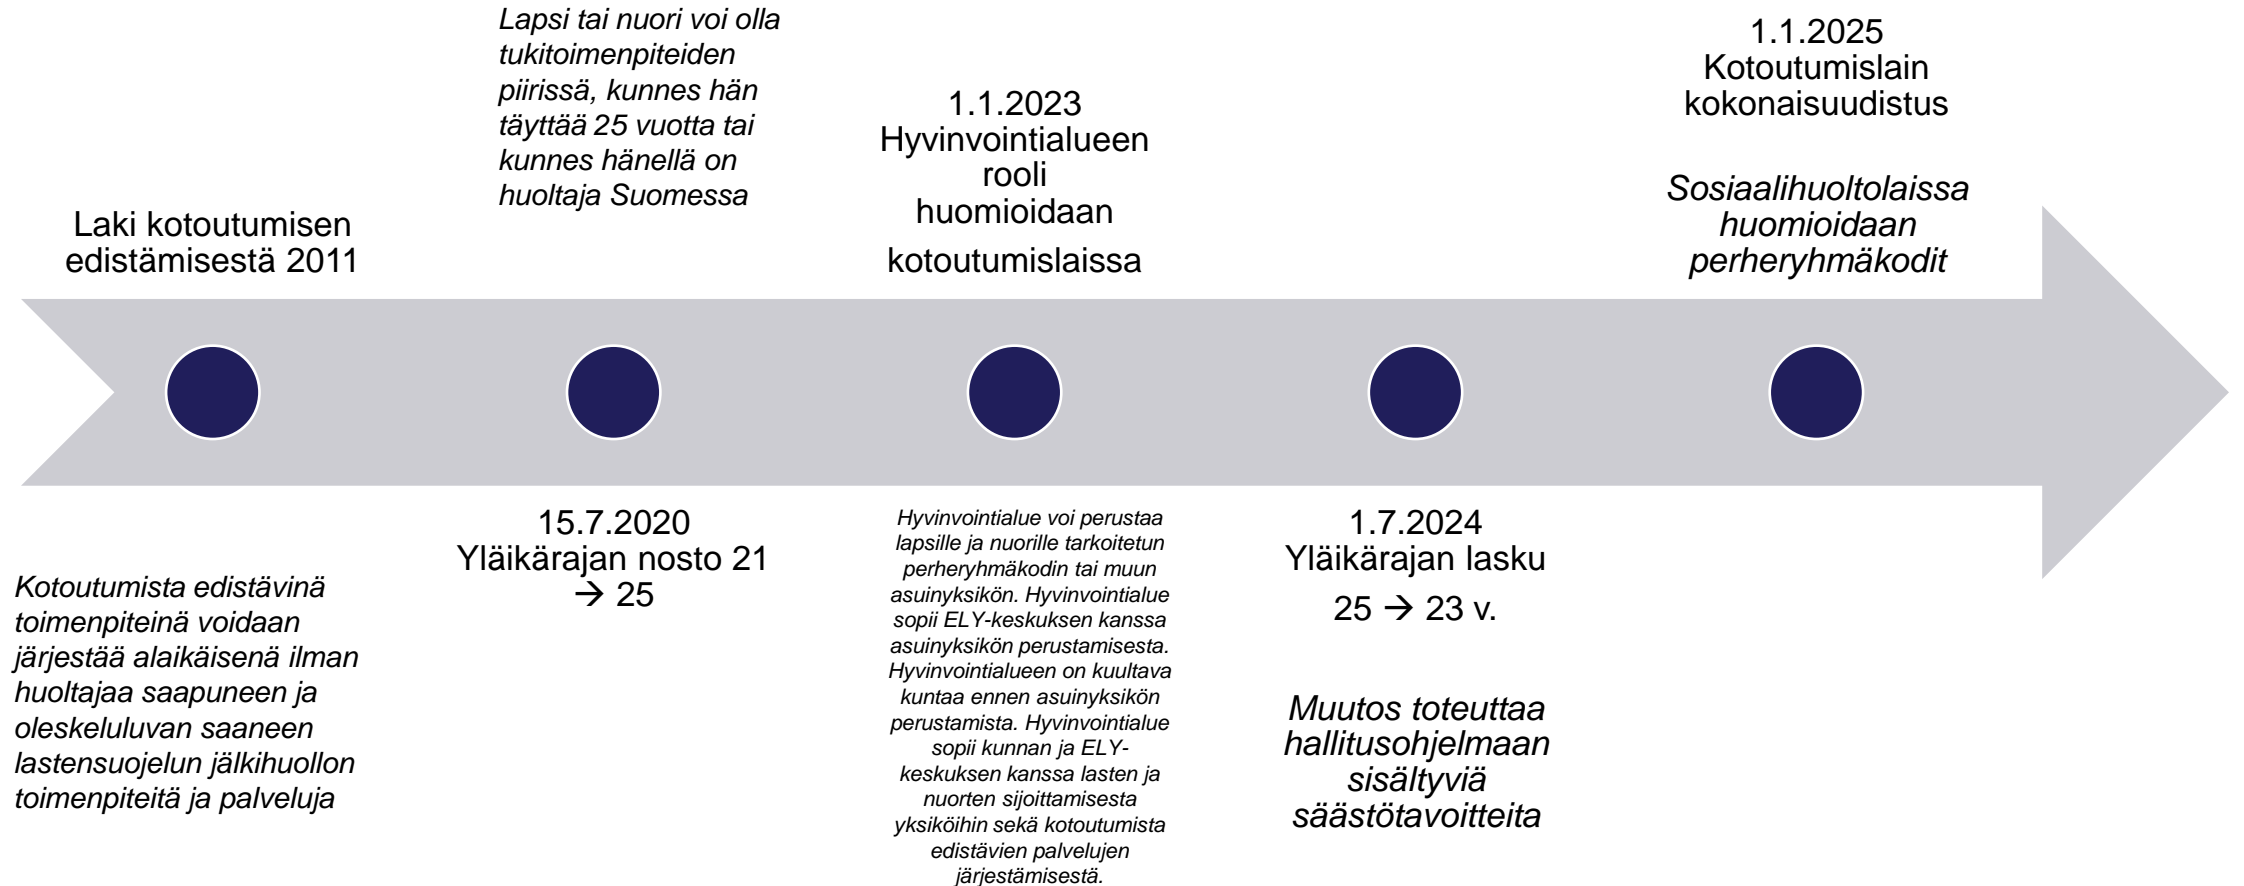 Laki kotoutumisen
edistämisestä 2011
Kotoutumista edistävinä
toimenpiteinä voidaan
järjestää alaikäisenä ilman
huoltajaa saapuneen ja
oleskeluluvan saaneen
lastensuojelun jälkihuollon
toimenpiteitä ja palveluja
Lapsi tai nuori voi olla
tukitoimenpiteiden
piirissä, kunnes hän
täyttää 25 vuotta tai
kunnes hänellä on
huoltaja Suomessa
15.7.2020
Yläikärajan nosto 21
→ 25
1.1.2023
Hyvinvointialueen
rooli
huomioidaan
kotoutumislaissa
Hyvinvointialue voi perustaa
lapsille ja nuorille tarkoitetun
perheryhmäkodin tai muun
asuinyksikön. Hyvinvointialue
sopii ELY-keskuksen kanssa
asuinyksikön perustamisesta.
Hyvinvointialueen on kuultava
kuntaa ennen asuinyksikön
perustamista. Hyvinvointialue
sopii kunnan ja ELY-
keskuksen kanssa lasten ja
nuorten sijoittamisesta
yksiköihin sekä kotoutumista
edistävien palvelujen
järjestämisestä.
1.7.2024
Yläikärajan lasku
25 → 23 v.
Muutos toteuttaa
hallitusohjelmaan
sisältyviä
säästötavoitteita
1.1.2025
Kotoutumislain
kokonaisuudistus
Sosiaalihuoltolaissa
huomioidaan
perheryhmäkodit